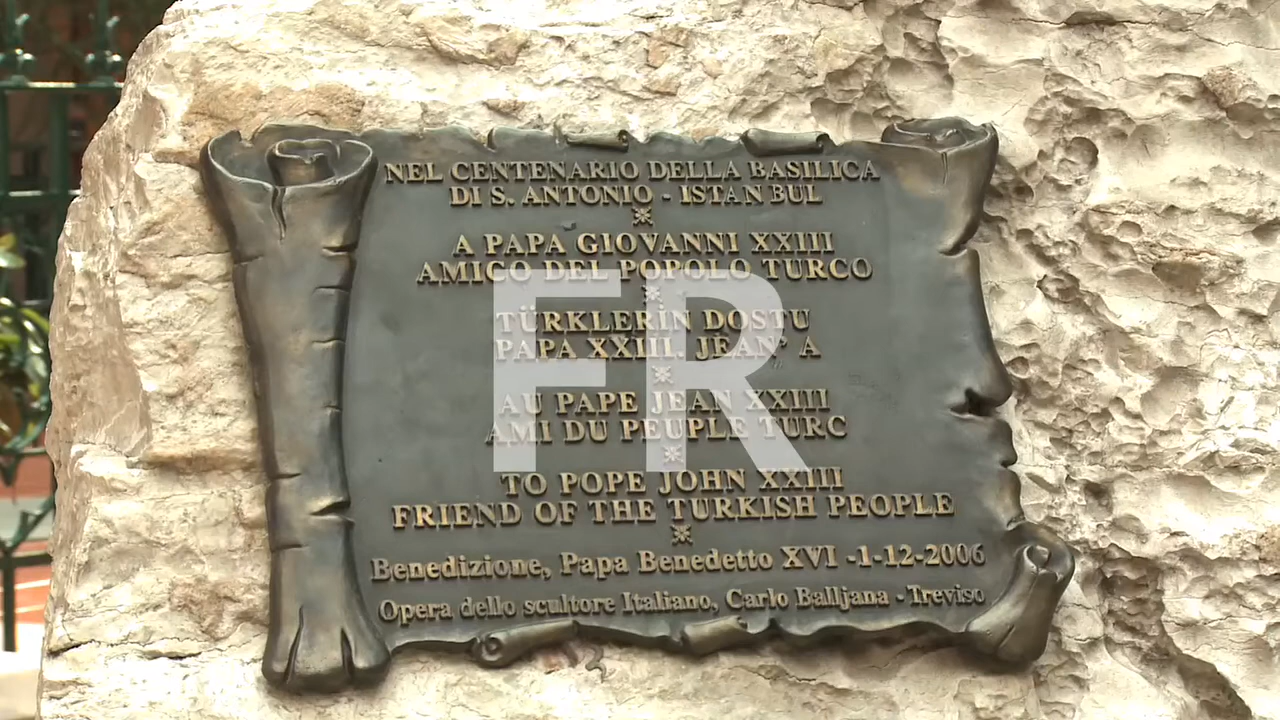 NEL CENTENARIO DELLA BASILICA
DI S. ANTONIO - ISTANBUL
A PAPA GIOVANNI XXIII
AMICO DEL POPOLO TURCO
TÜRKLERİN DOSTU
PAPA XXIII. JEAN' A
AU PAPE JEAN XXIII
AMI DU PEUPLE TURC
TO POPE JOHN XXIII
FRIEND OF THE TURKISH PEOPLE
Benedizione, Papa Benedetto XVI -1-12-2006
Opera dello scultore Italiano, Carlo Balljana - Treviso
FR